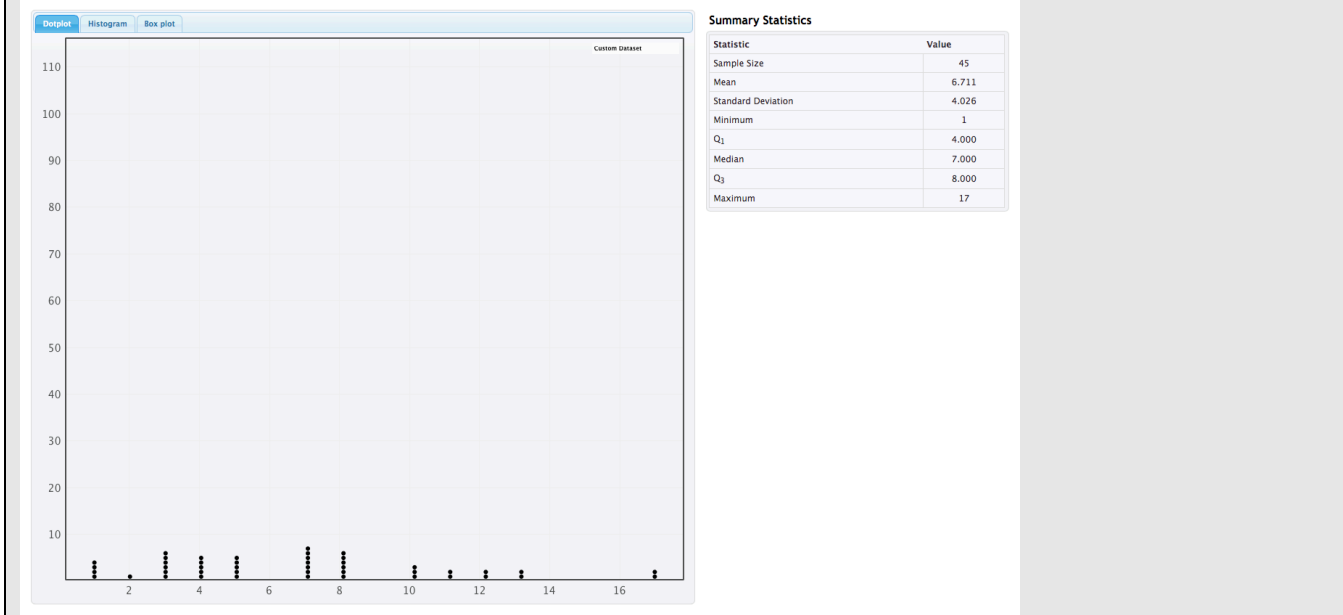 Dotplot Histogram Box plot
Custom Dataset
110
100
90
80
70
60
50
40
30
20
10
2 4 6 8 10 12 14 16
Summary Statistics
Statistic Value
Sample Size 45
Mean 6.711
Standard Deviation 4.026
Minimum 1
Q1 4.000
Median 7.000
Q3 8.000
Maximum 17